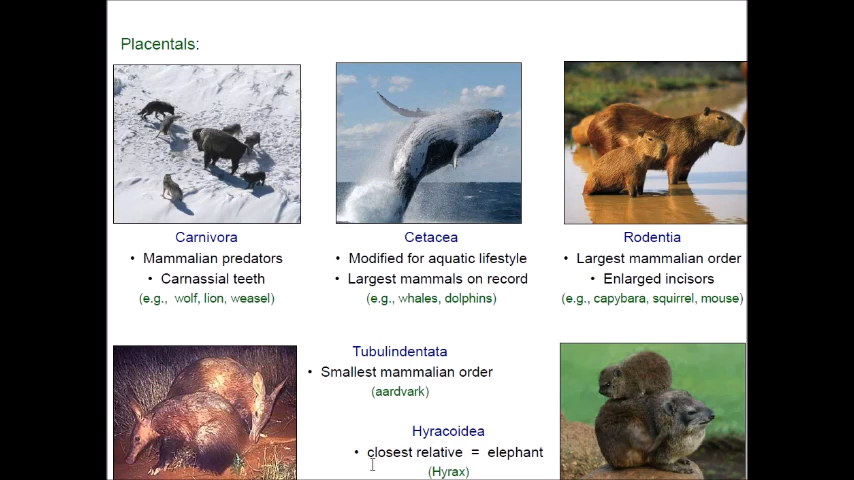 Placentals:
Carnivora
• Mammalian predators
• Carnassial teeth
(e.g., wolf, lion, weasel)
Cetacea
• Modified for aquatic lifestyle
• Largest mammals on record
(e.g., whales, dolphins)
Rodentia
• Largest mammalian order
• Enlarged incisors
(e.g., capybara, squirrel, mouse)
Tubulindentata
• Smallest mammalian order
(aardvark)
Hyracoidea
• closest relative = elephant
(Hyrax)